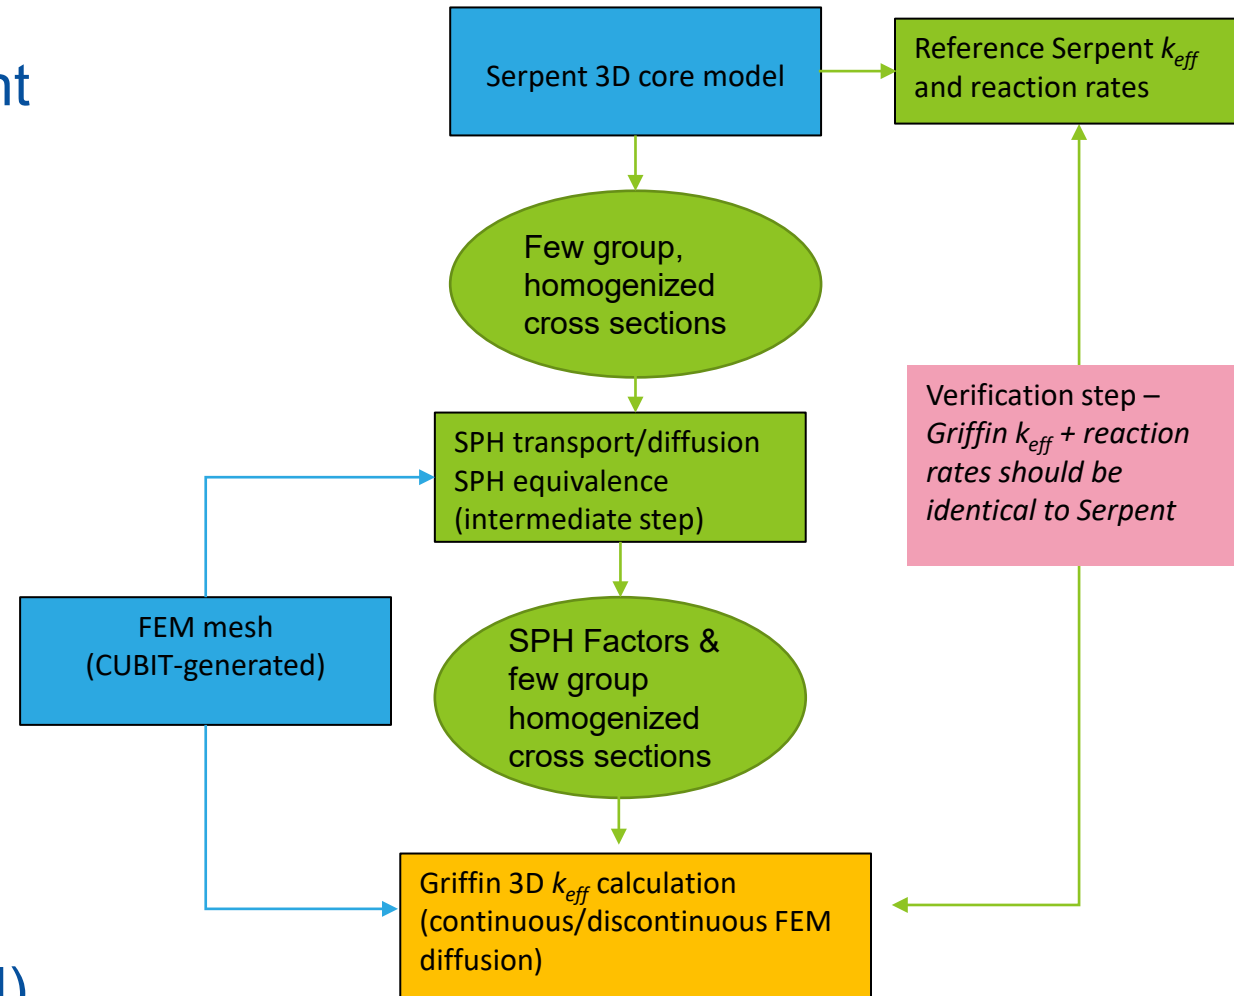 nt
Serpent 3D core model
Reference Serpent keff
and reaction rates
Few group,
homogenized
cross sections
SPH transport/diffusion
SPH equivalence
(intermediate step)
Verification step –
Griffin keff + reaction
rates should be
identical to Serpent
FEM mesh
(CUBIT-generated)
SPH Factors &
few group
homogenized
cross sections
Griffin 3D keff calculation
(continuous/discontinuous FEM
diffusion)